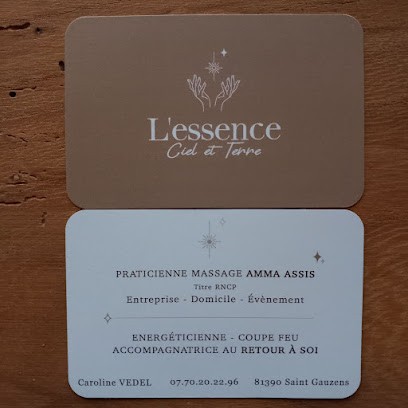 L'essence
Ciel et Terre
PRATICIENNE MASSAGE AMMA ASSIS
Titre RNCP
Entreprise - Domicile - Évènement
ENERGÉTICIENNE - COUPE FEU
ACCOMPAGNATRICE AU RETOUR À SOI
Caroline VEDEL 07.70.20.22.96 81390 Saint Gauzens